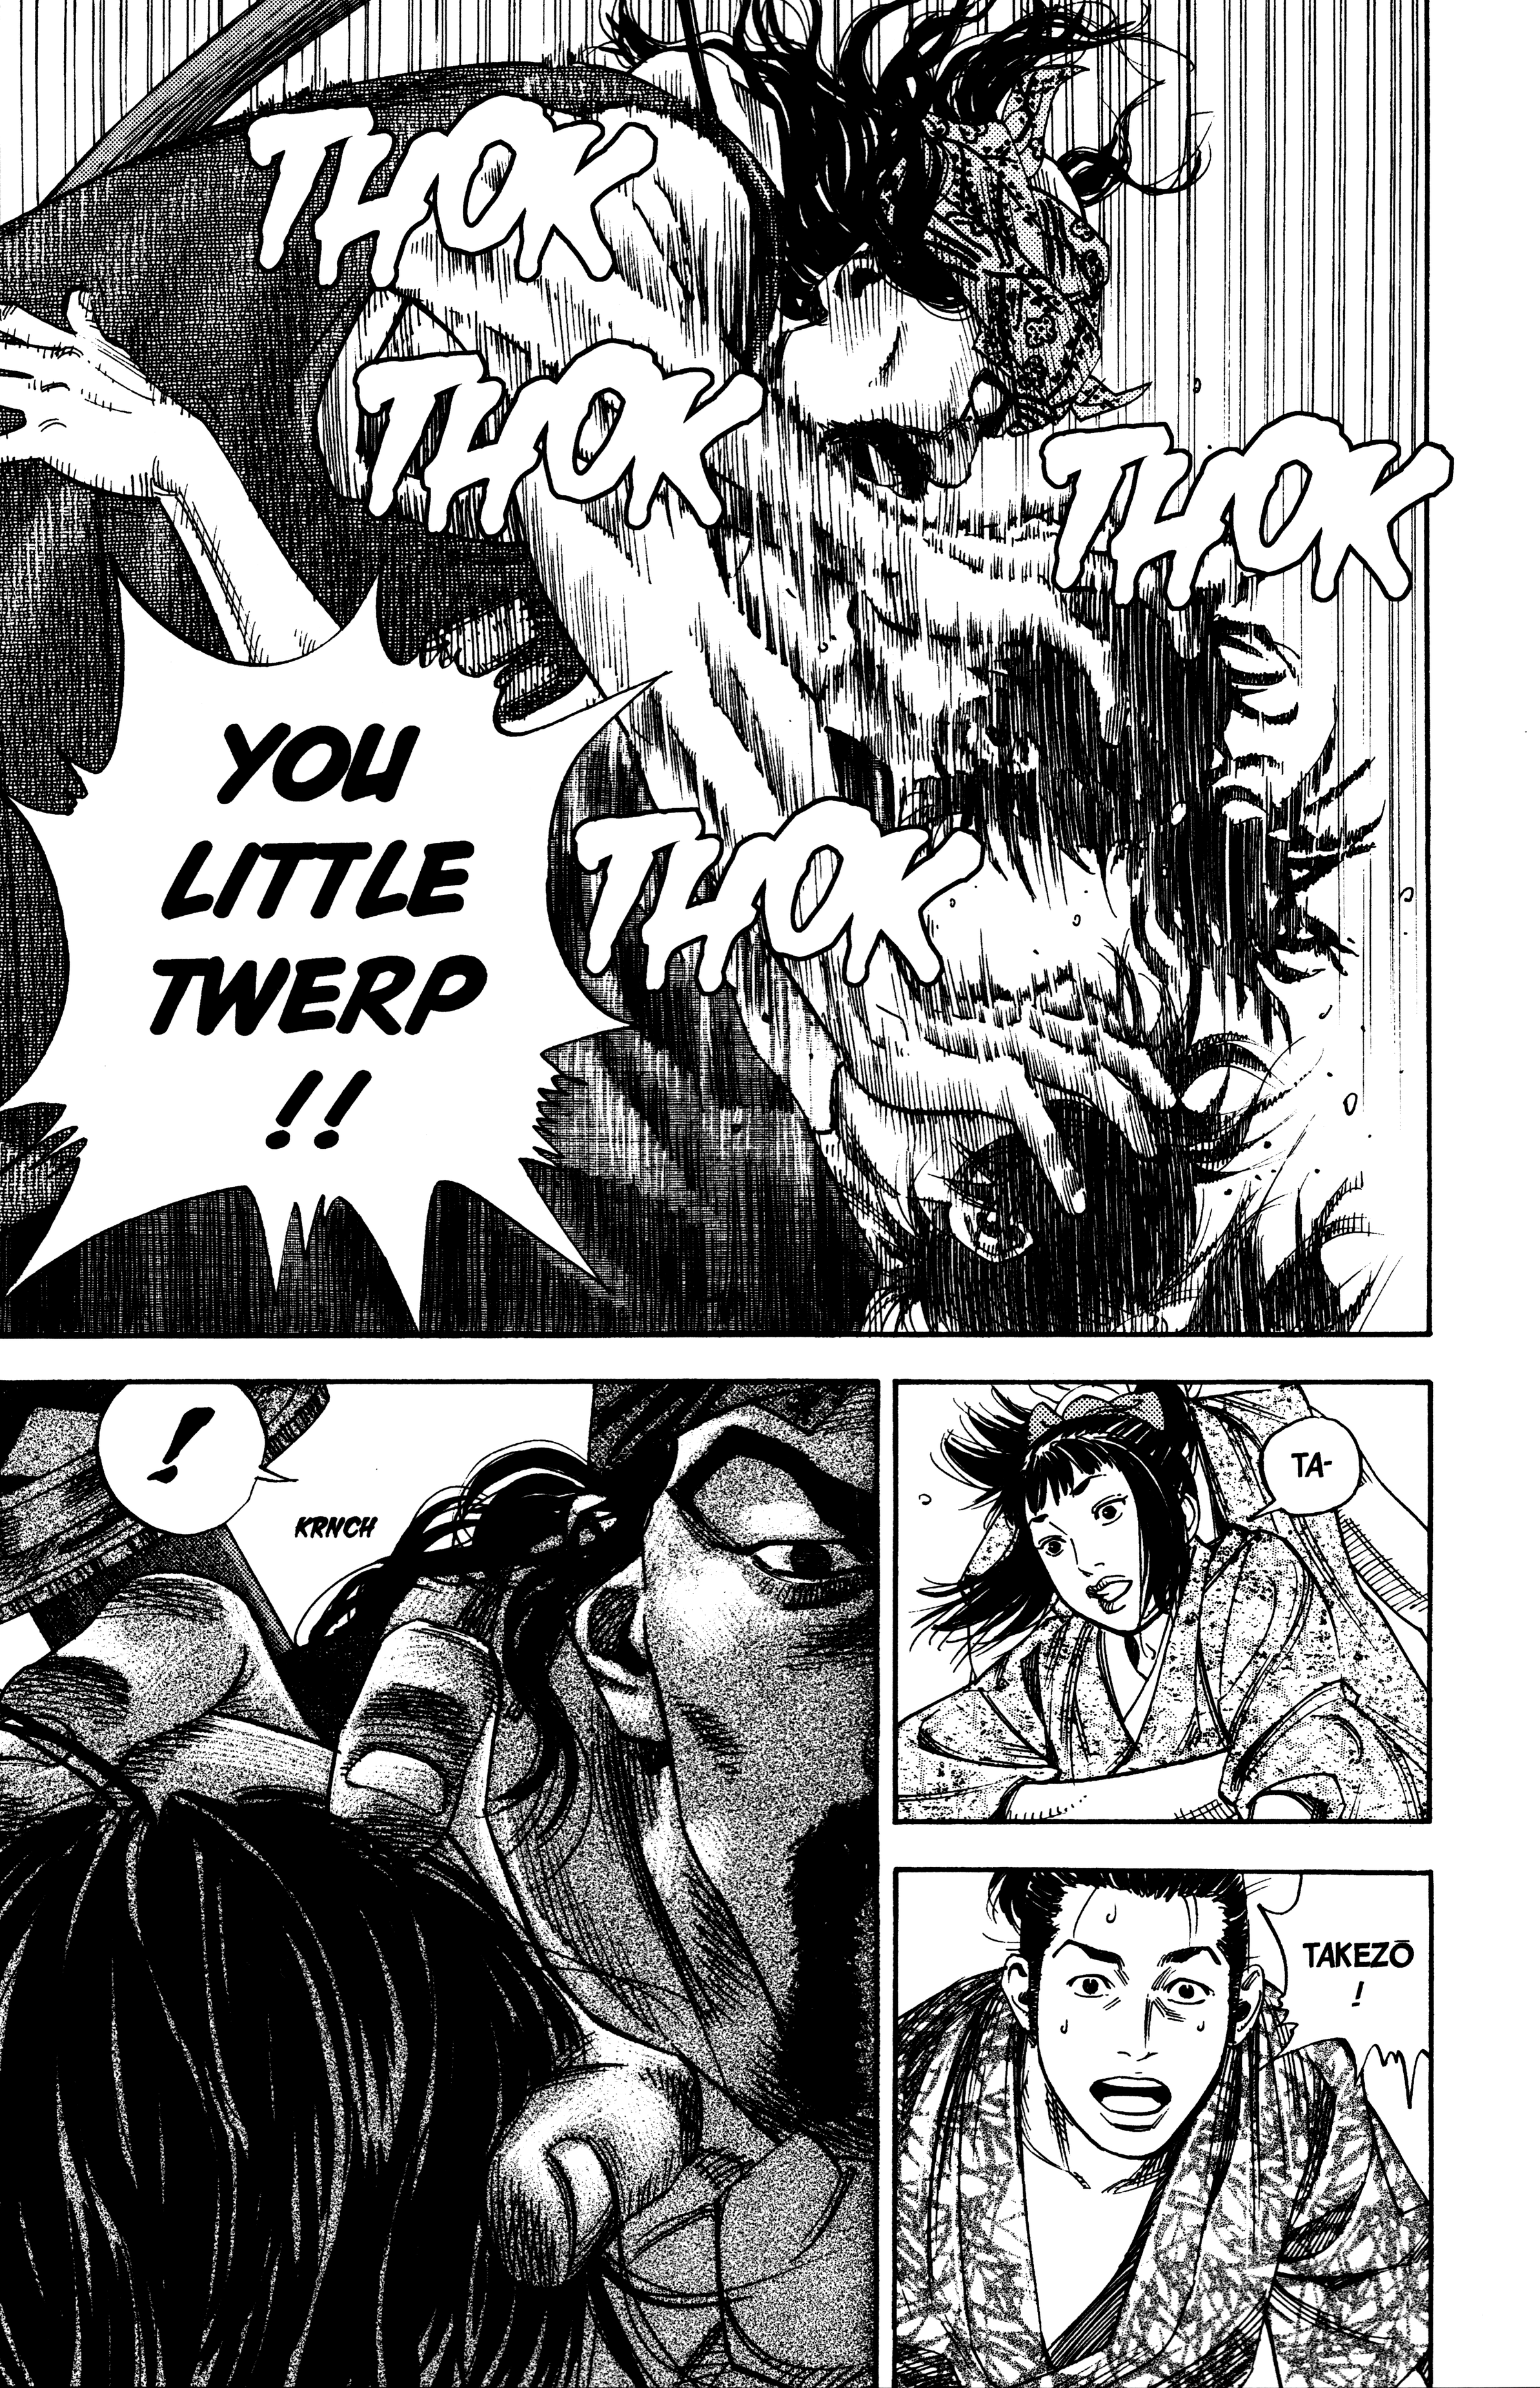 THOK
THOK
THOK
THOK
YOU
LITTLE
TWERP
!!
TA-
TAKEZŌ
!
!
KRNCH